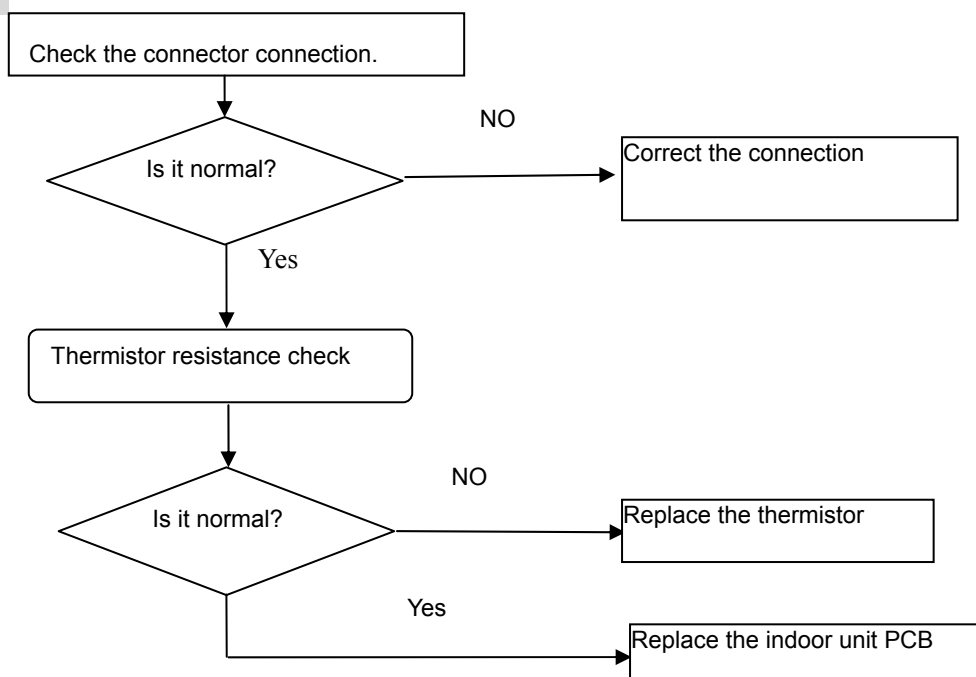 Check the connector connection.
NO
Correct the connection
Is it normal?
Yes
Thermistor resistance check
NO
Replace the thermistor
Is it normal?
Yes
Replace the indoor unit PCB